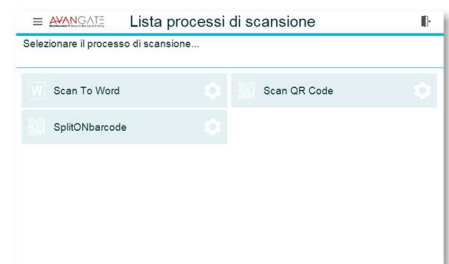 AVANGATE
Lista processi di scansione
Selezionare il processo di scansione...
W Scan To Word
Scan QR Code
SplitONbarcode